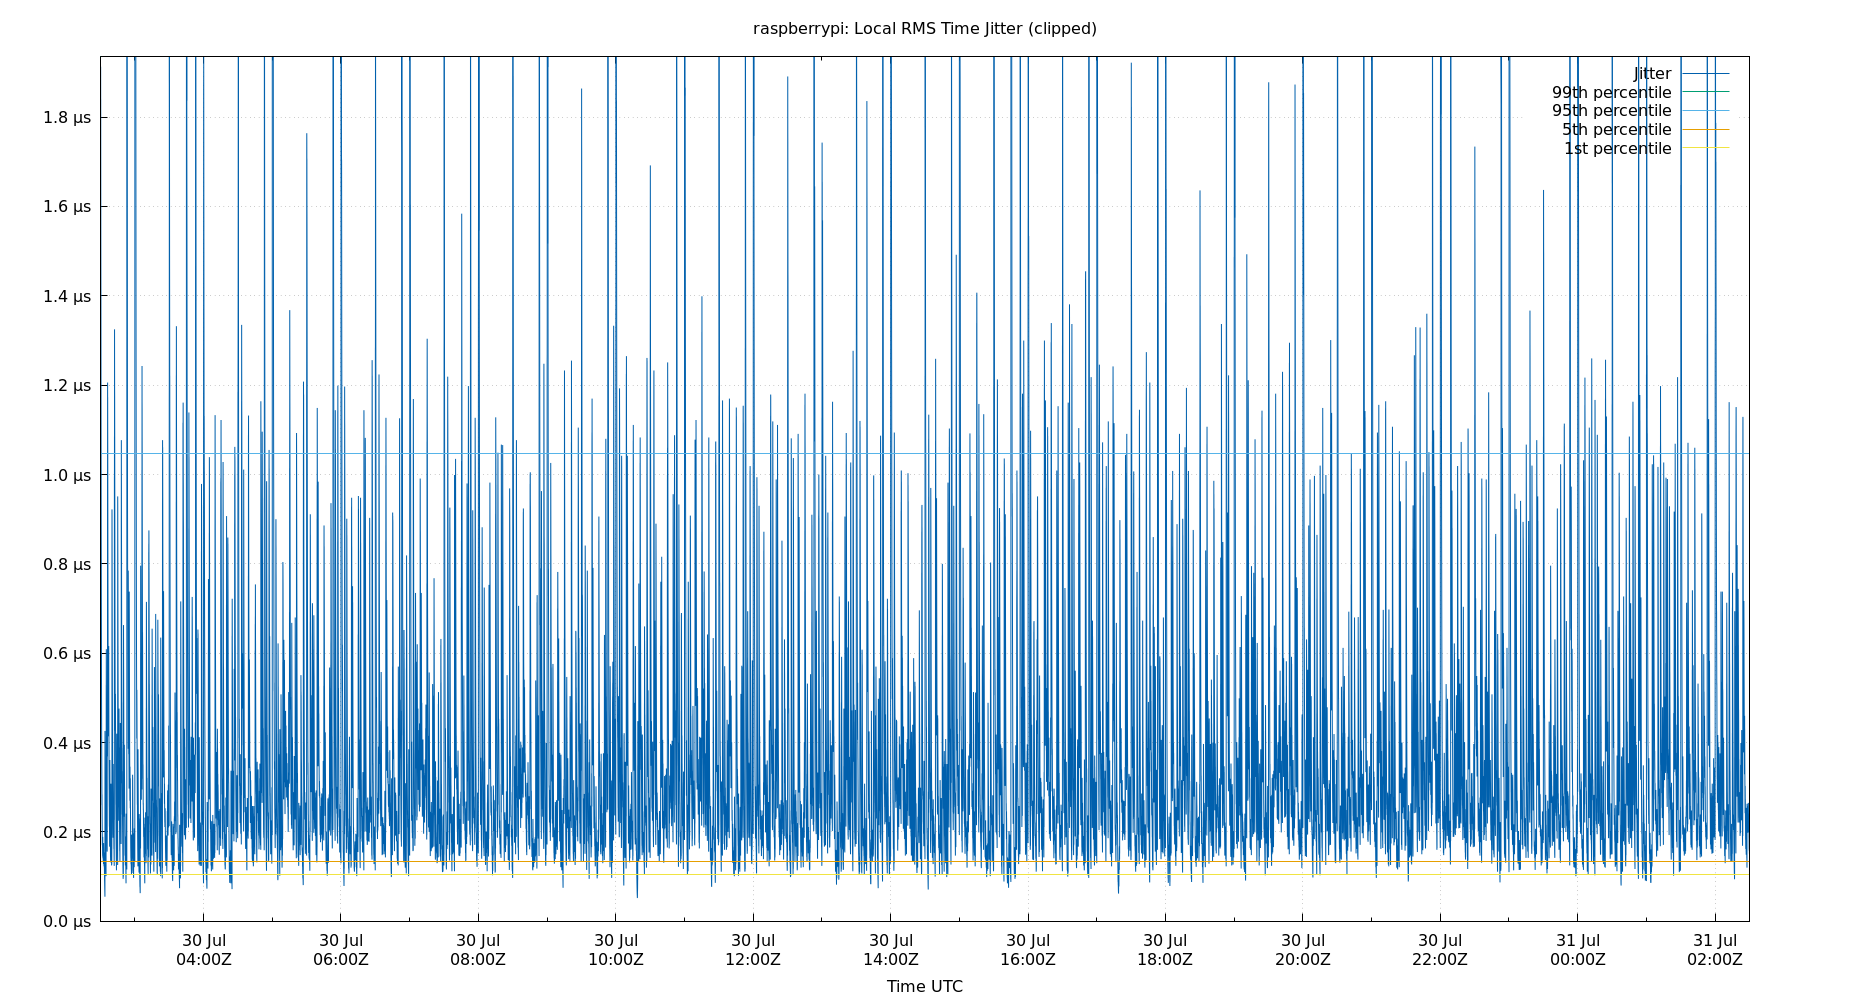 raspberrypi: Local RMS Time Jitter (clipped)
Jitter
99th percentile
95th percentile
5th percentile
1st percentile
1.8 µs
1.6 µs
1.4 µs
1.2 µs
1.0 µs
0.8 µs
0.6 µs
0.4 µs
0.2 µs
0.0 µs
30 Jul 30 Jul 30 Jul 30 Jul 30 Jul 30 Jul 30 Jul 30 Jul 30 Jul 30 Jul 31 Jul 31 Jul
04:00Z 06:00Z 08:00Z 10:00Z 12:00Z 14:00Z 16:00Z 18:00Z 20:00Z 22:00Z 00:00Z 02:00Z
Time UTC